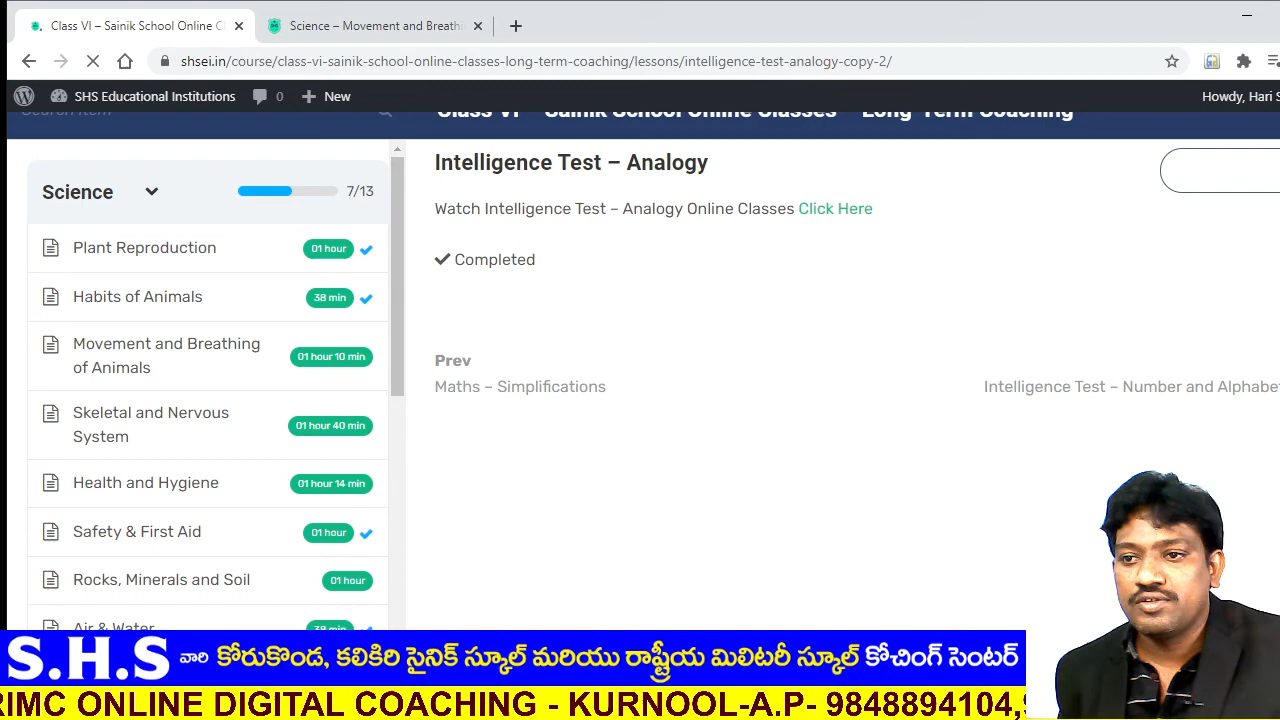 Class VI – Sainik School Online C
Science – Movement and Breathi
shsei.in/course/class-vi-sainik-school-online-classes-long-term-coaching/lessons/intelligence-test-analogy-copy-2/
SHS Educational Institutions 0 New Howdy, Hari S
Search item
Class VI – Sainik School Online Classes – Long Term Coaching
Science 7/13
Plant Reproduction 01 hour
Habits of Animals 38 min
Movement and Breathing of Animals 01 hour 10 min
Skeletal and Nervous System 01 hour 40 min
Health and Hygiene 01 hour 14 min
Safety & First Aid 01 hour
Rocks, Minerals and Soil 01 hour
Air & Water 38 min
Intelligence Test – Analogy
Watch Intelligence Test – Analogy Online Classes Click Here
Completed
Prev
Maths – Simplifications
Intelligence Test – Number and Alphabe
S.H.S వారి కోరుకొండ, కలికిరి సైనిక్ స్కూల్ మరియు రాష్ట్రీయ మిలిటరీ స్కూల్ కోచింగ్ సెంటర్
RIMC ONLINE DIGITAL COACHING - KURNOOL-A.P- 9848894104,